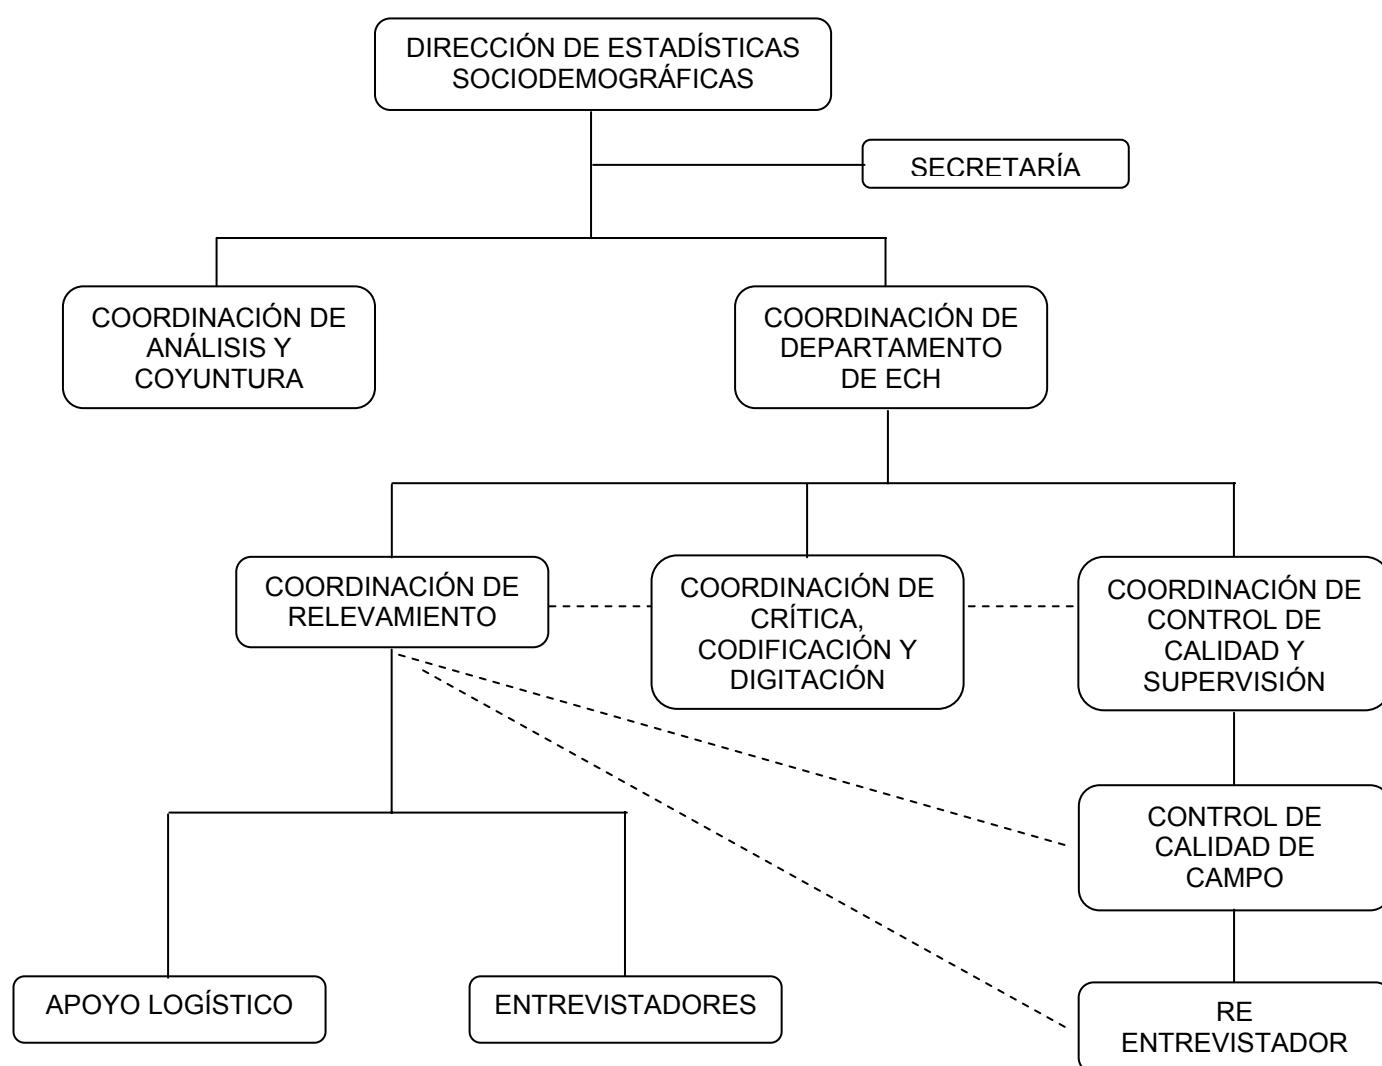 DIRECCIÓN DE ESTADÍSTICAS
SOCIODEMOGRÁFICAS
SECRETARÍA
COORDINACIÓN DE
ANÁLISIS Y
COYUNTURA
COORDINACIÓN DE
DEPARTAMENTO
DE ECH
COORDINACIÓN DE
RELEVAMIENTO
COORDINACIÓN DE
CRÍTICA,
CODIFICACIÓN Y
DIGITACIÓN
COORDINACIÓN DE
CONTROL DE
CALIDAD Y
SUPERVISIÓN
CONTROL DE
CALIDAD DE
CAMPO
APOYO LOGÍSTICO
ENTREVISTADORES
RE
ENTREVISTADOR